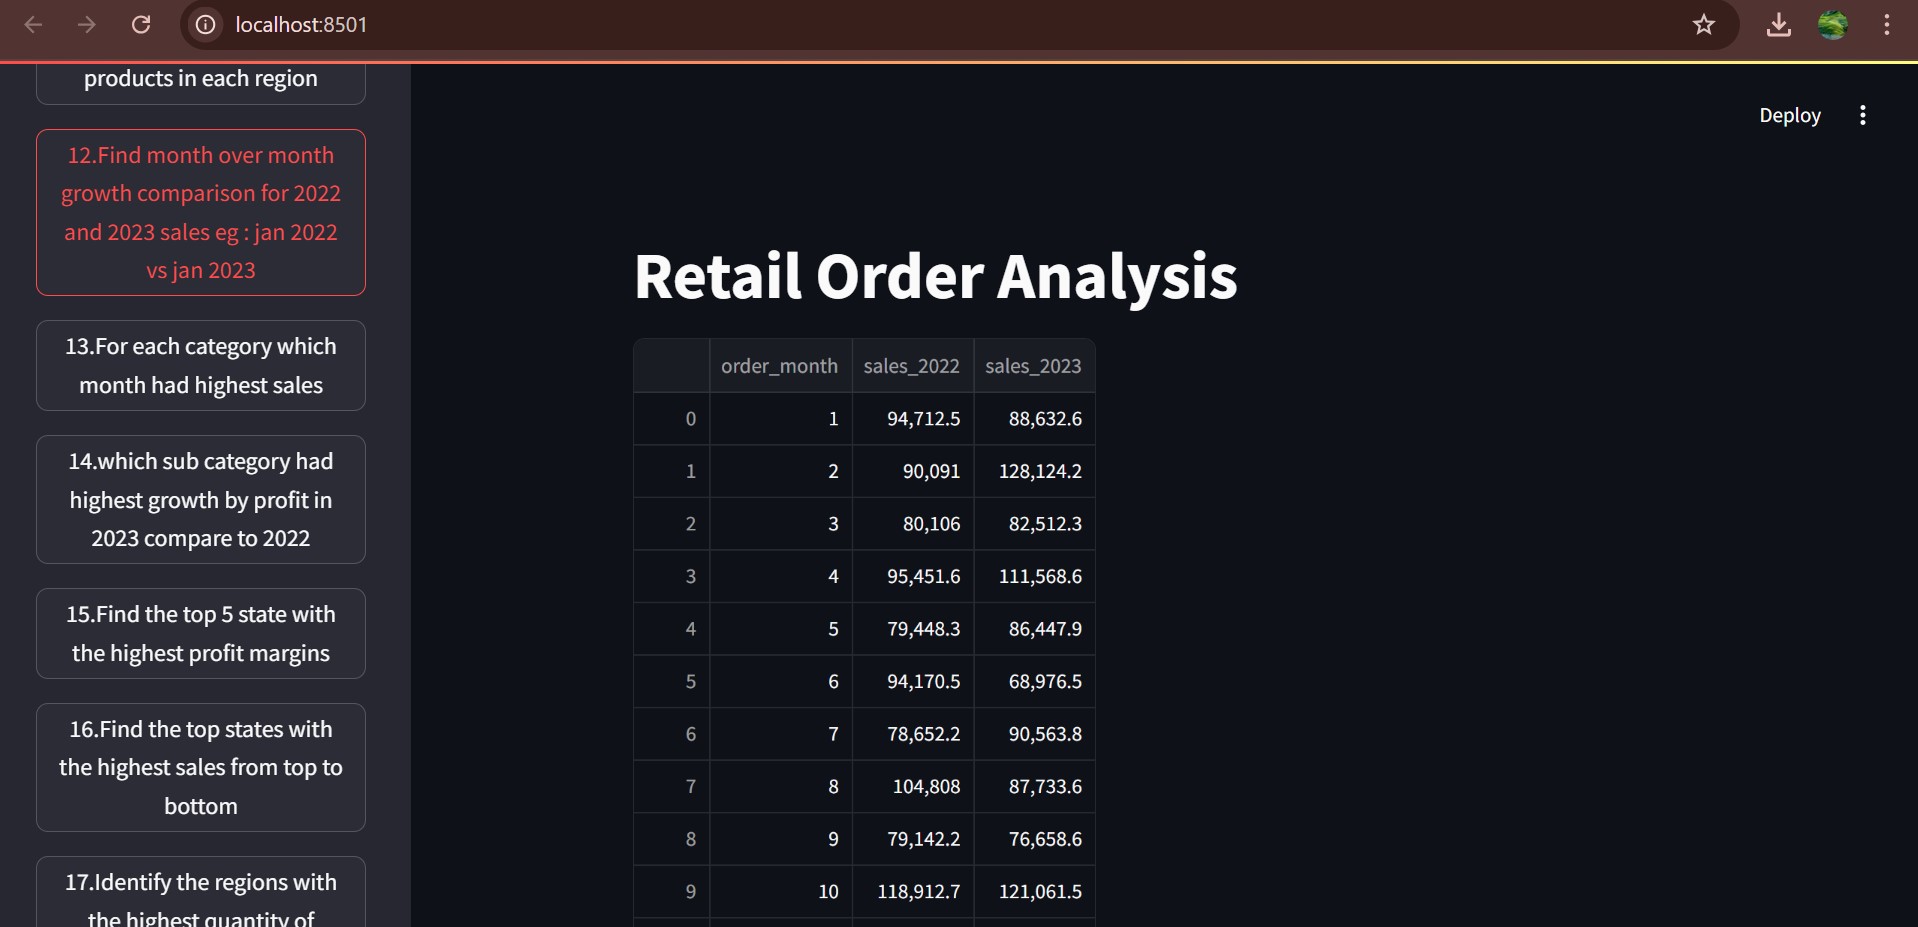 localhost:8501
products in each region
12.Find month over month
growth comparison for 2022
and 2023 sales eg : jan 2022
vs jan 2023
13.For each category which
month had highest sales
14.which sub category had
highest growth by profit in
2023 compare to 2022
15.Find the top 5 state with
the highest profit margins
16.Find the top states with
the highest sales from top to
bottom
17.Identify the regions with
the highest quantity of
Deploy
Retail Order Analysis
order_month sales_2022 sales_2023
0 1 94,712.5 88,632.6
1 2 90,091 128,124.2
2 3 80,106 82,512.3
3 4 95,451.6 111,568.6
4 5 79,448.3 86,447.9
5 6 94,170.5 68,976.5
6 7 78,652.2 90,563.8
7 8 104,808 87,733.6
8 9 79,142.2 76,658.6
9 10 118,912.7 121,061.5